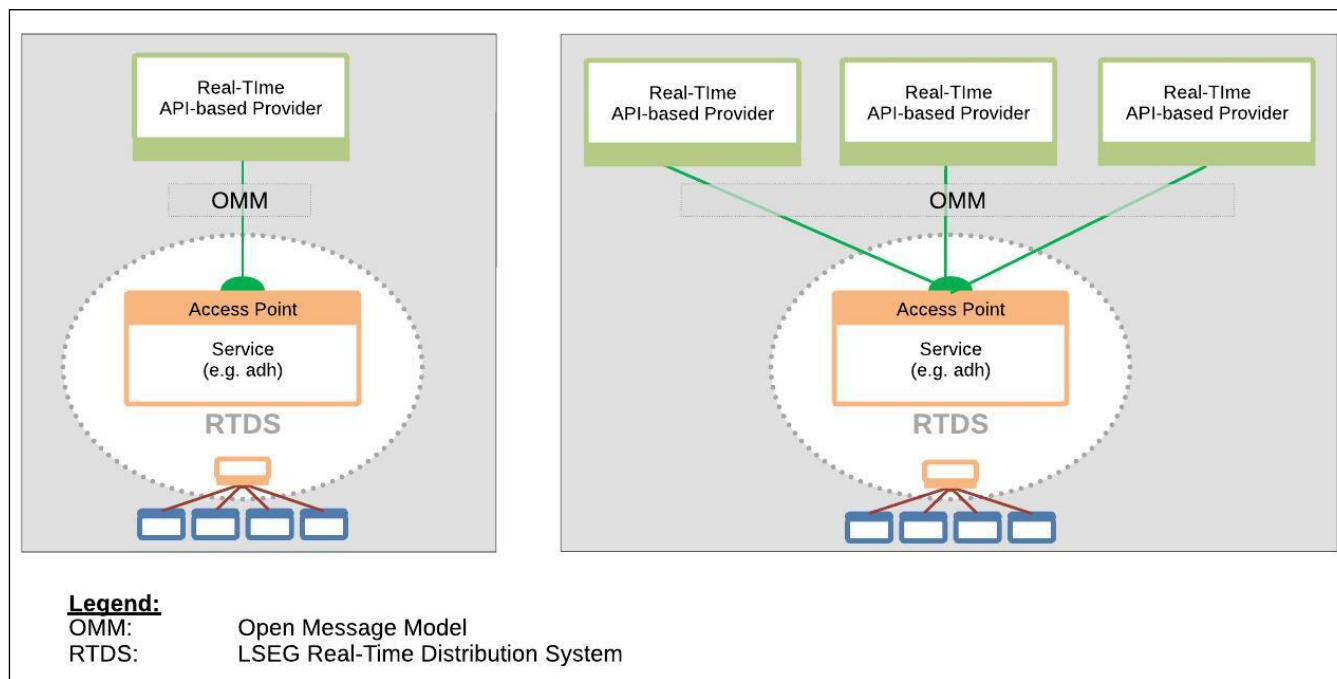 Real-TIme
API-based Provider
OMM
Access Point
Service
(e.g. adh)
RTDS
Real-TIme
API-based Provider
Real-TIme
API-based Provider
Real-TIme
API-based Provider
OMM
Access Point
Service
(e.g. adh)
RTDS
Legend:
OMM: Open Message Model
RTDS: LSEG Real-Time Distribution System